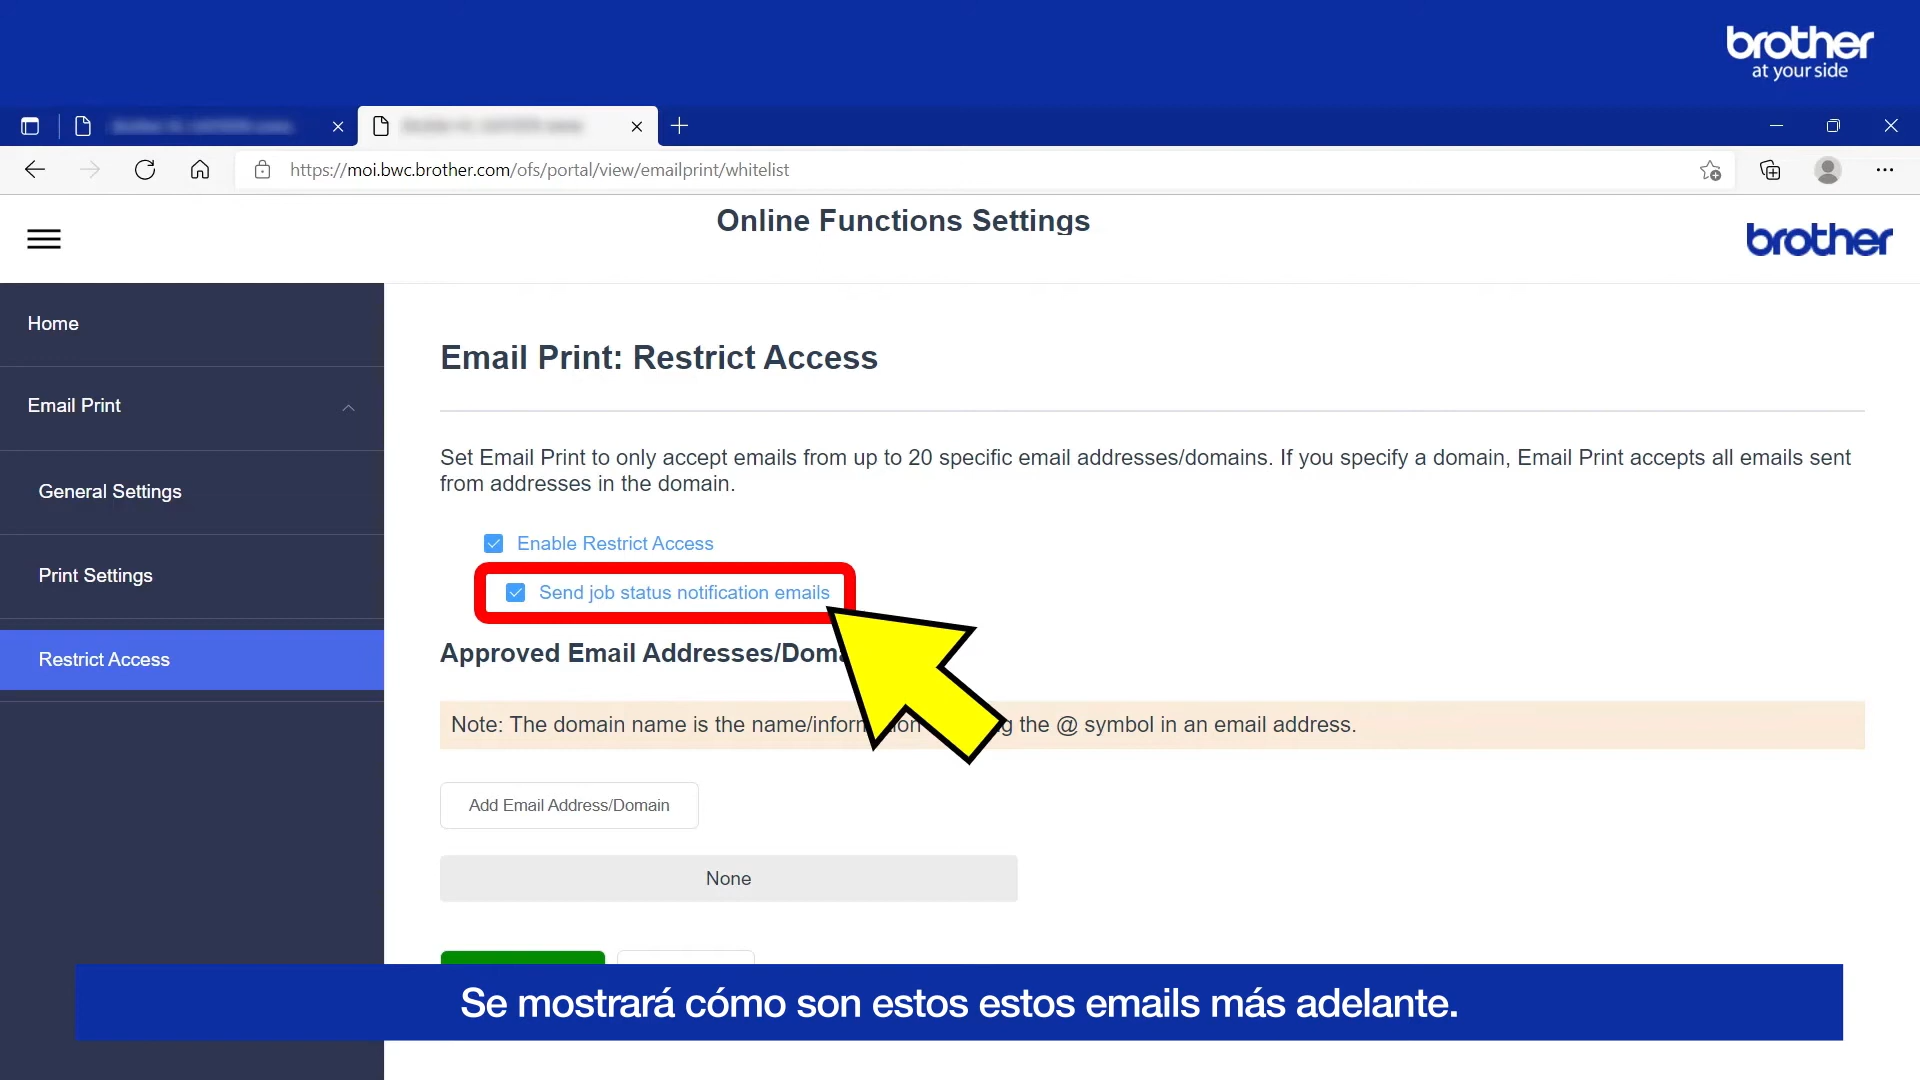 brother
at your side
https://moi.bwc.brother.com/ofs/portal/view/emailprint/whitelist
Online Functions Settings
brother
Home
Email Print
General Settings
Print Settings
Restrict Access
Email Print: Restrict Access
Set Email Print to only accept emails from up to 20 specific email addresses/domains. If you specify a domain, Email Print accepts all emails sent
from addresses in the domain.
Enable Restrict Access
Send job status notification emails
Approved Email Addresses/Doma
Note: The domain name is the name/information g the @ symbol in an email address.
Add Email Address/Domain
None
Se mostrará cómo son estos estos emails más adelante.